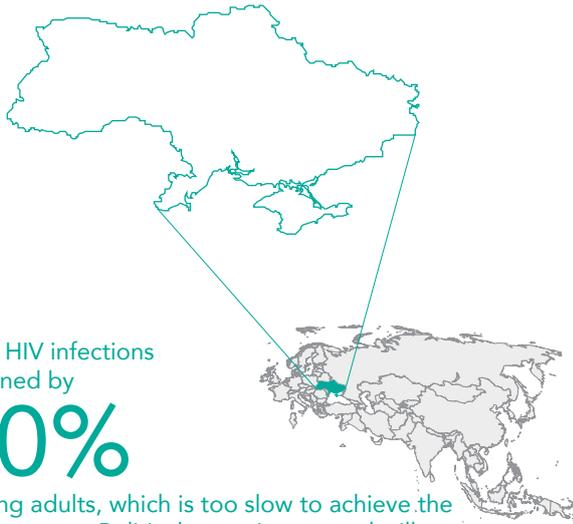 HIV infections
ned by
0%
ng adults, which is too slow to achieve the